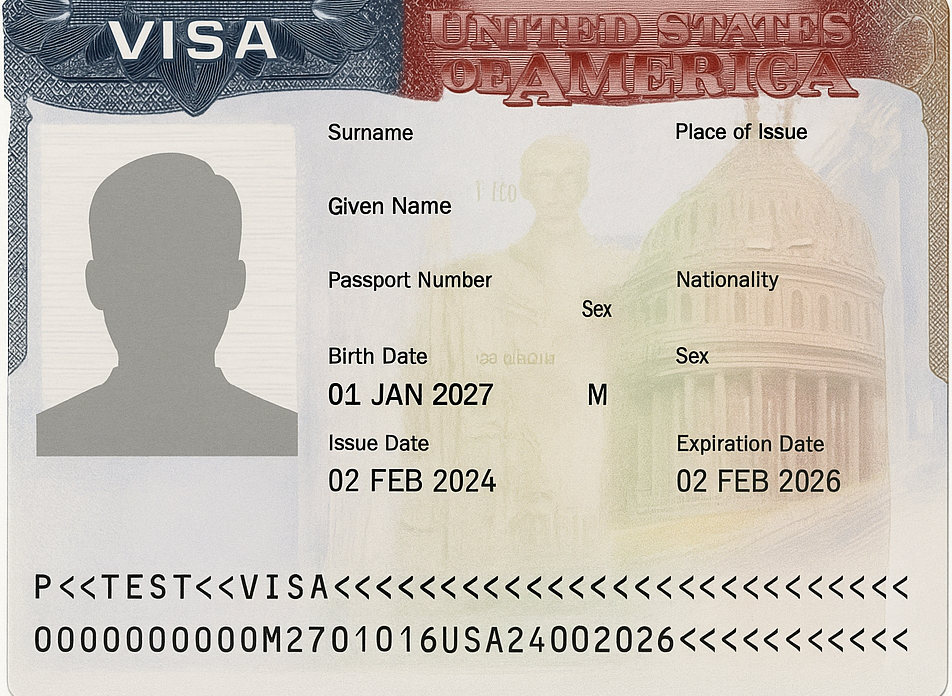 VISA
UNITED STATES
OF AMERICA
Surname
Place of Issue
Given Name
Passport Number
Nationality
Sex
Birth Date
Sex
01 JAN 2027
M
Issue Date
Expiration Date
02 FEB 2024
02 FEB 2026
P<<TEST<<VISA<<<<<<<<<<<<<<<<<<<<<<<<<<<
0000000000M2701016USA24002026<<<<<<<<<<<